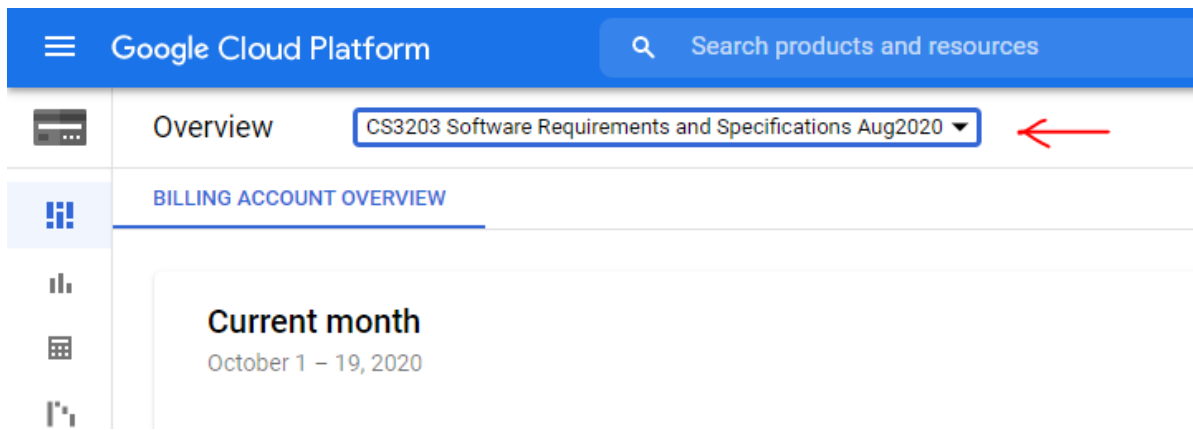 Google Cloud Platform
Search products and resources
Overview
CS3203 Software Requirements and Specifications Aug2020
BILLING ACCOUNT OVERVIEW
Current month
October 1 – 19, 2020